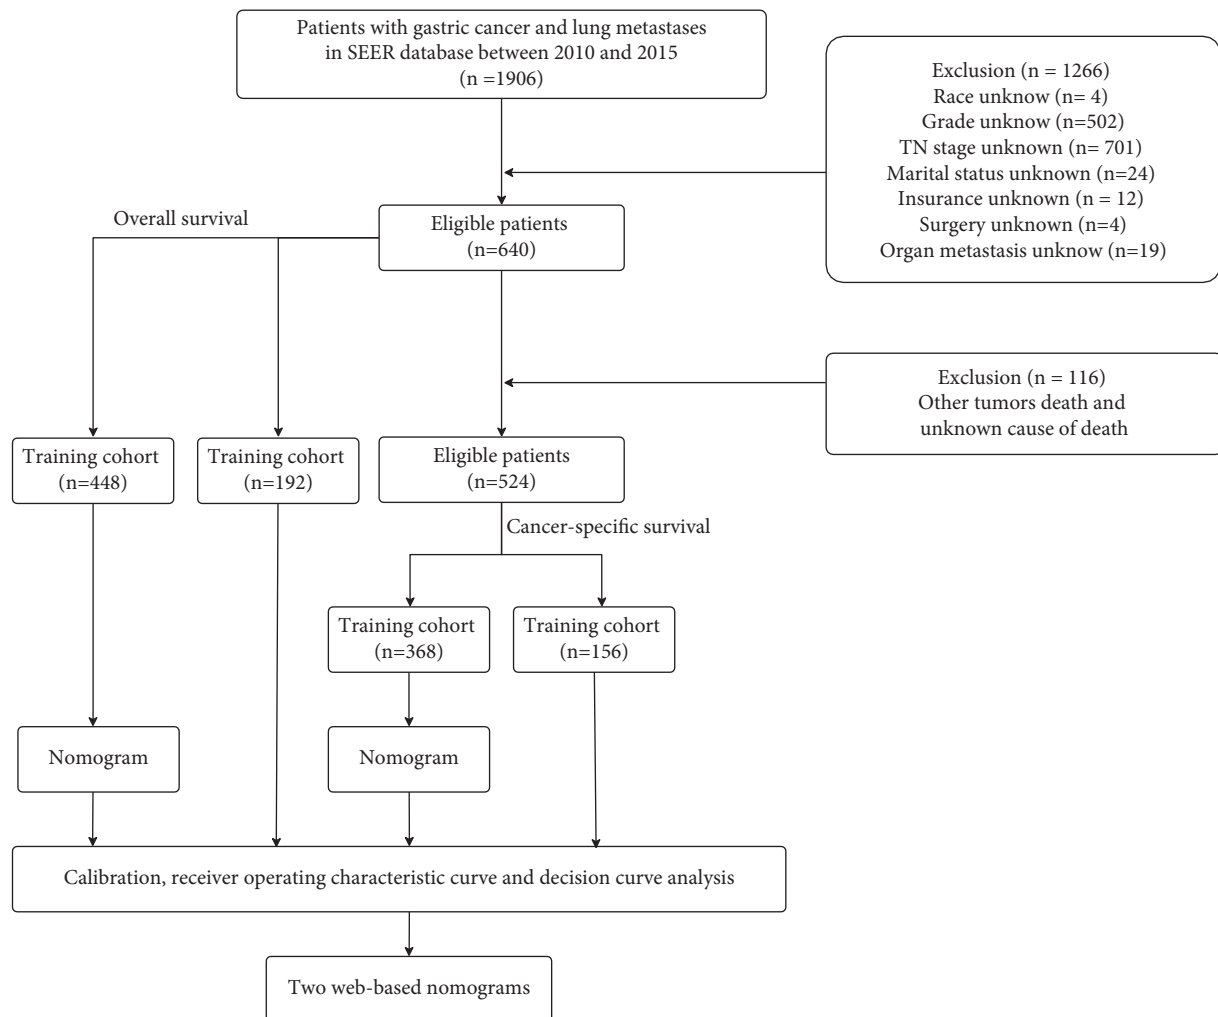 Patients with gastric cancer and lung metastases
in SEER database between 2010 and 2015
(n =1906)
Exclusion (n = 1266)
Race unknow (n= 4)
Grade unknow (n=502)
TN stage unknown (n= 701)
Marital status unknown (n=24)
Insurance unknown (n = 12)
Surgery unknown (n=4)
Organ metastasis unknow (n=19)
Overall survival
Eligible patients
(n=640)
Exclusion (n = 116)
Other tumors death and
unknown cause of death
Training cohort
(n=448)
Training cohort
(n=192)
Eligible patients
(n=524)
Cancer-specific survival
Training cohort
(n=368)
Training cohort
(n=156)
Nomogram
Nomogram
Calibration, receiver operating characteristic curve and decision curve analysis
Two web-based nomograms